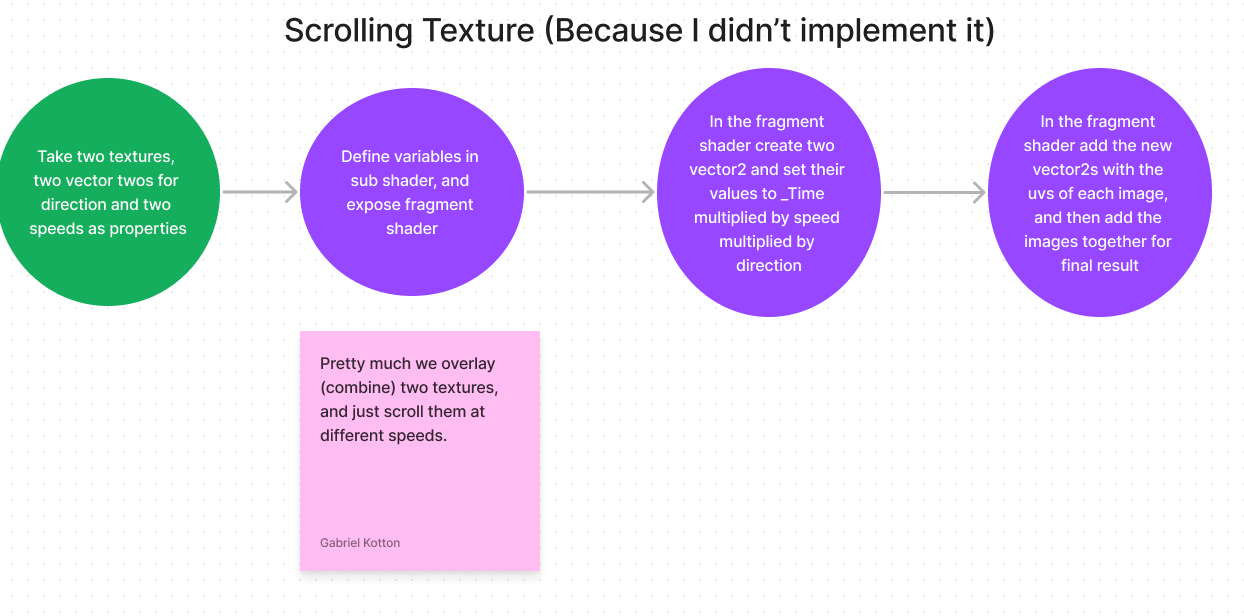 Scrolling Texture (Because I didn’t implement it)
Take two textures,
two vector twos for
direction and two
speeds as properties
Define variables in
sub shader, and
expose fragment
shader
In the fragment
shader create two
vector2 and set their
values to _Time
multiplied by speed
multiplied by
direction
In the fragment
shader add the new
vector2s with the
uvs of each image,
and then add the
images together for
final result
Pretty much we overlay
(combine) two textures,
and just scroll them at
different speeds.
Gabriel Kotton